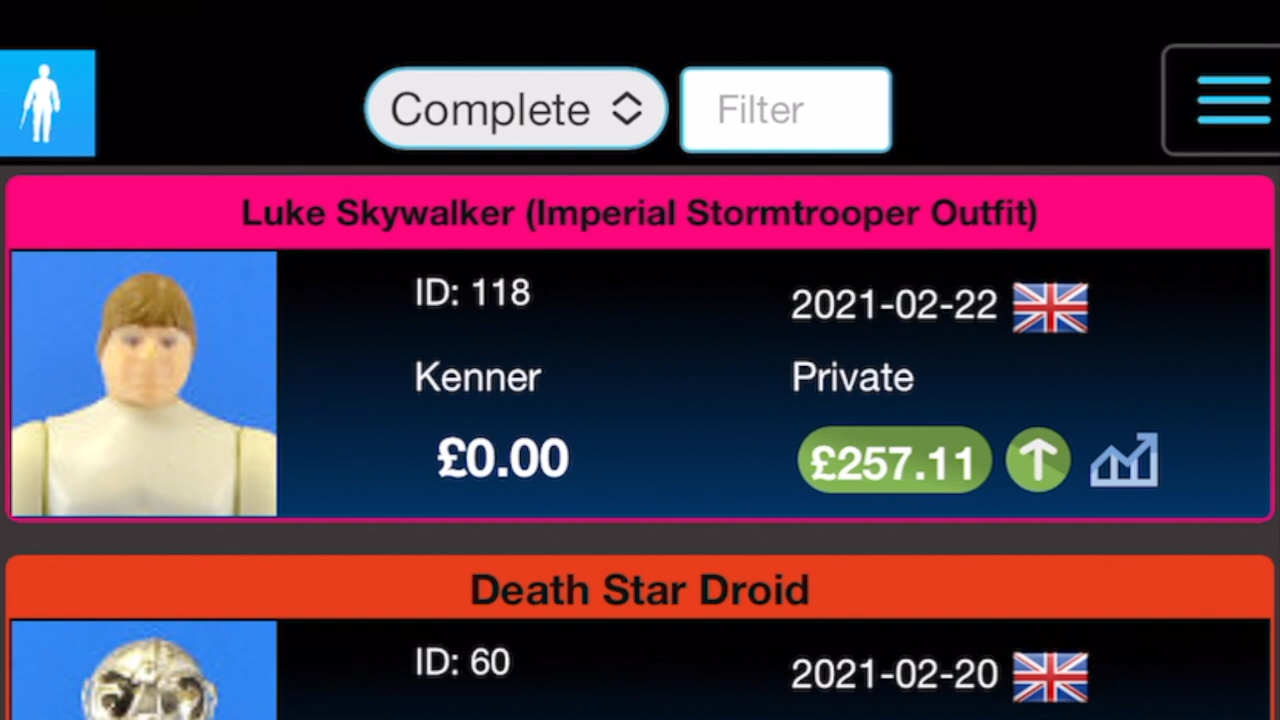 Complete Filter
Luke Skywalker (Imperial Stormtrooper Outfit)
ID: 118 2021-02-22
Kenner Private
£0.00 £257.11
Death Star Droid
ID: 60 2021-02-20